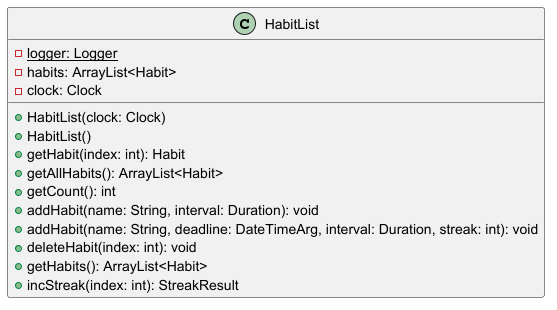 C HabitList
logger: Logger
habits: ArrayList<Habit>
clock: Clock
HabitList(clock: Clock)
HabitList()
getHabit(index: int): Habit
getAllHabits(): ArrayList<Habit>
getCount(): int
addHabit(name: String, interval: Duration): void
addHabit(name: String, deadline: DateTimeArg, interval: Duration, streak: int): void
deleteHabit(index: int): void
getHabits(): ArrayList<Habit>
incStreak(index: int): StreakResult